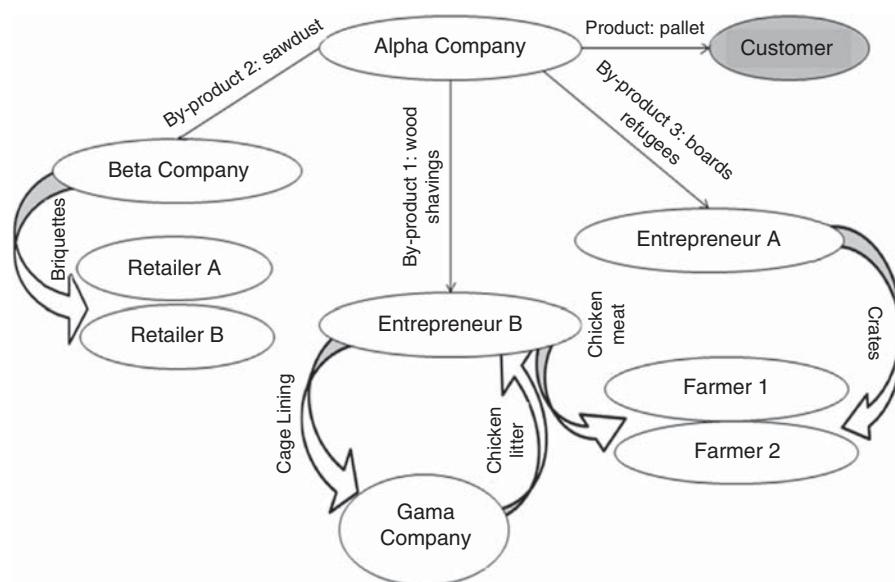 Alpha Company
Product: pallet
Customer
By-product 2: sawdust
By-product 1: wood
shavings
By-product 3: boards
refugees
Beta Company
Briquettes
Retailer A
Retailer B
Entrepreneur A
Entrepreneur B
Chicken
meat
Crates
Farmer 1
Farmer 2
Cage Lining
Chicken
litter
Gama
Company